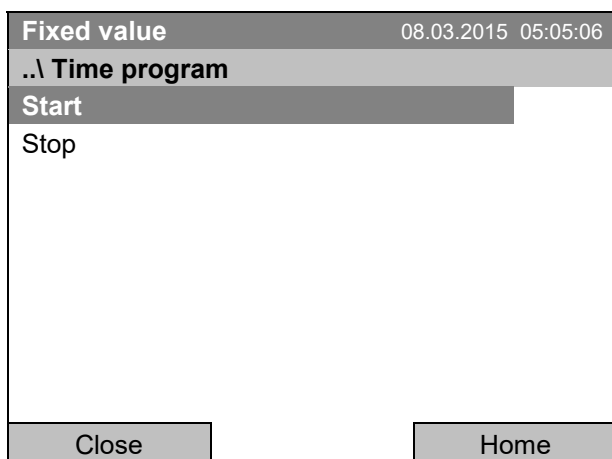 Fixed value 08.03.2015 05:05:06
..\ Time program
Start
Stop
Close Home